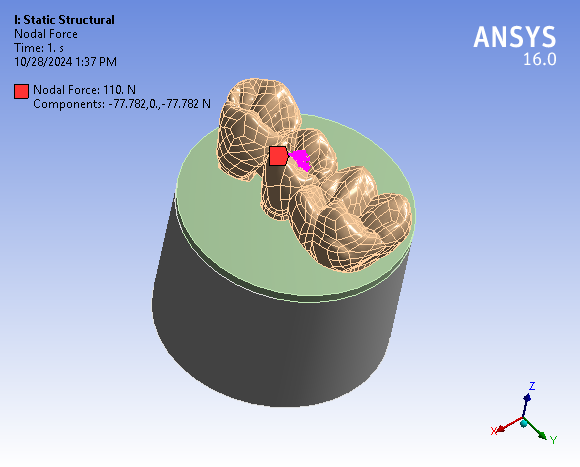 I: Static Structural
Nodal Force
Time: 1. s
10/28/2024 1:37 PM
Nodal Force: 110. N
Components: -77.782,0.,-77.782 N
ANSYS
16.0
Z
X
Y